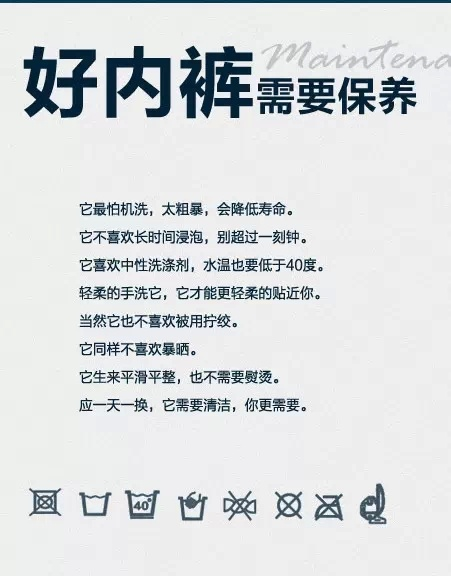 好内裤需要保养
Maintena
它最怕机洗，太粗暴，会降低寿命。
它不喜欢长时间浸泡，别超过一刻钟。
它喜欢中性洗涤剂，水温也要低于40度。
轻柔的手洗它，它才能更轻柔的贴近你。
当然它也不喜欢被用拧绞。
它同样不喜欢暴晒。
它生来平滑平整，也不需要熨烫。
应一天一换，它需要清洁，你更需要。
40°